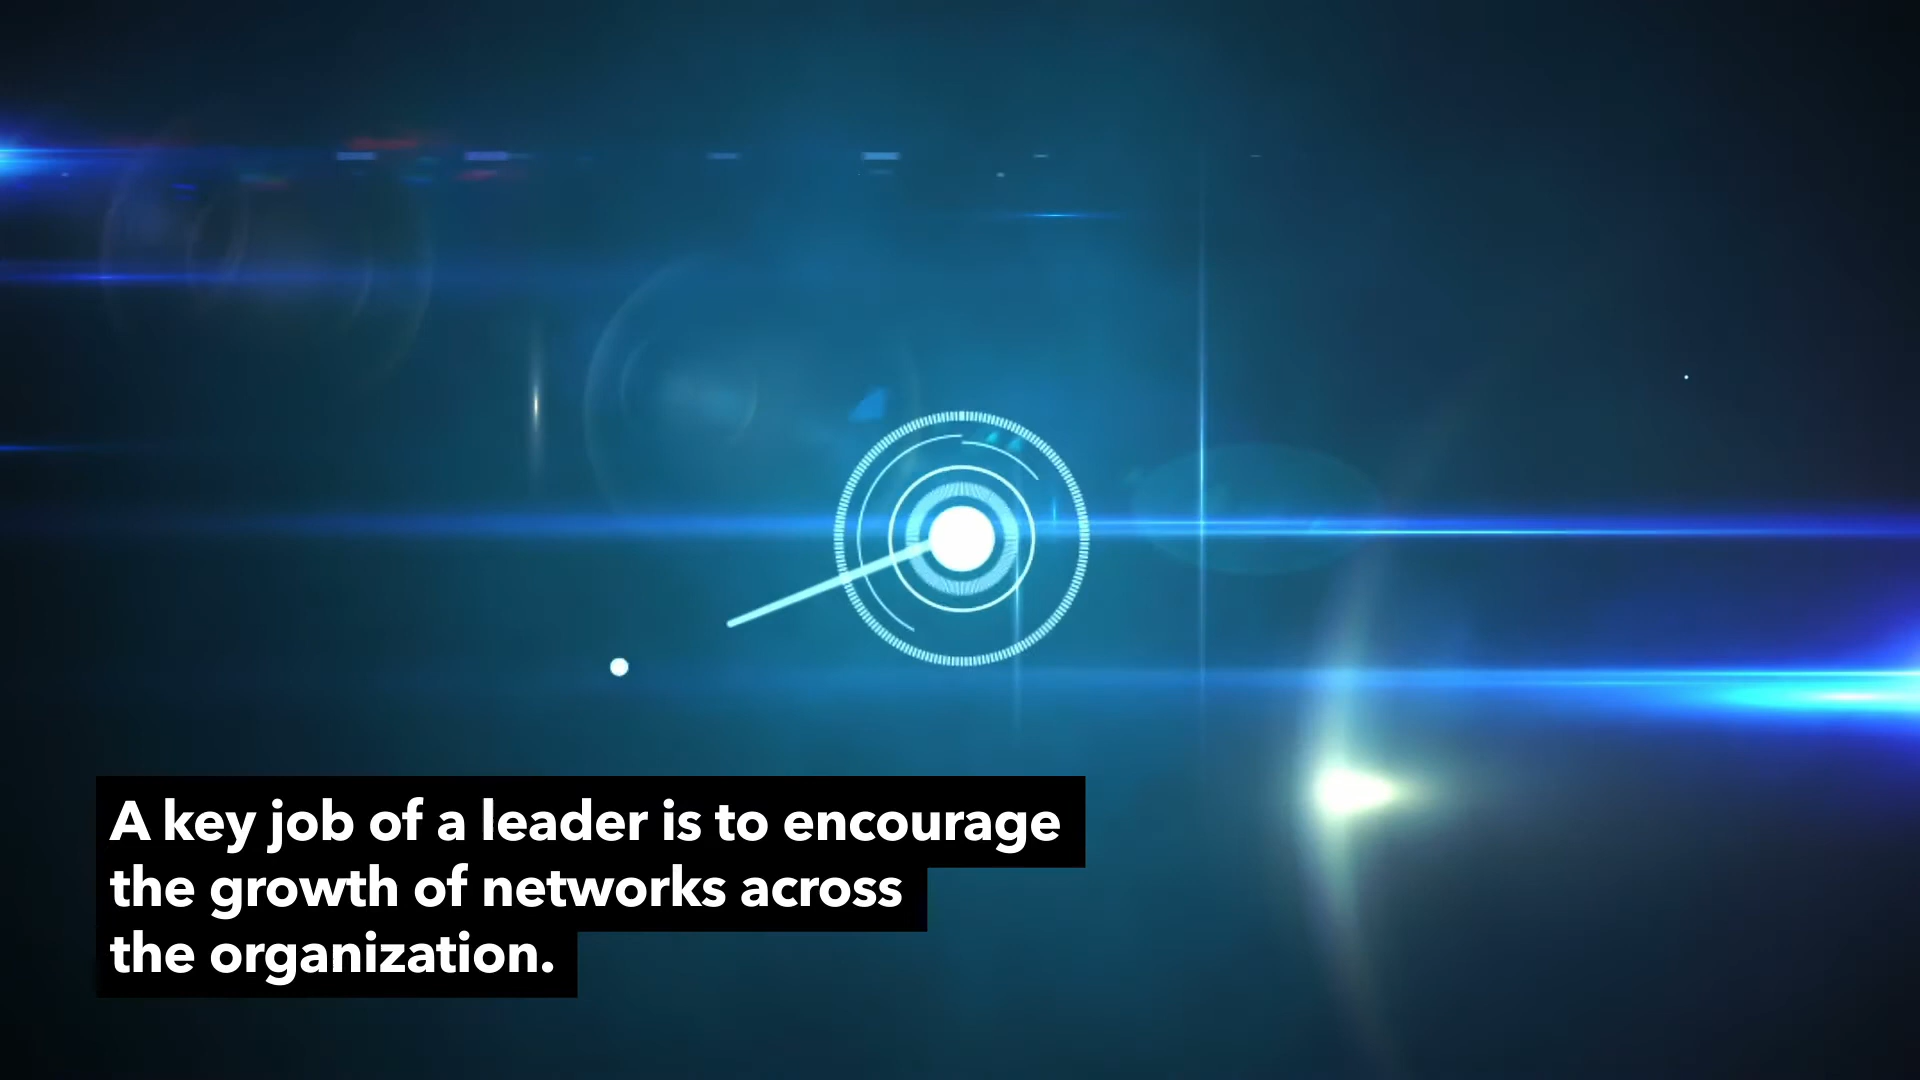 A key job of a leader is to encourage
the growth of networks across
the organization.